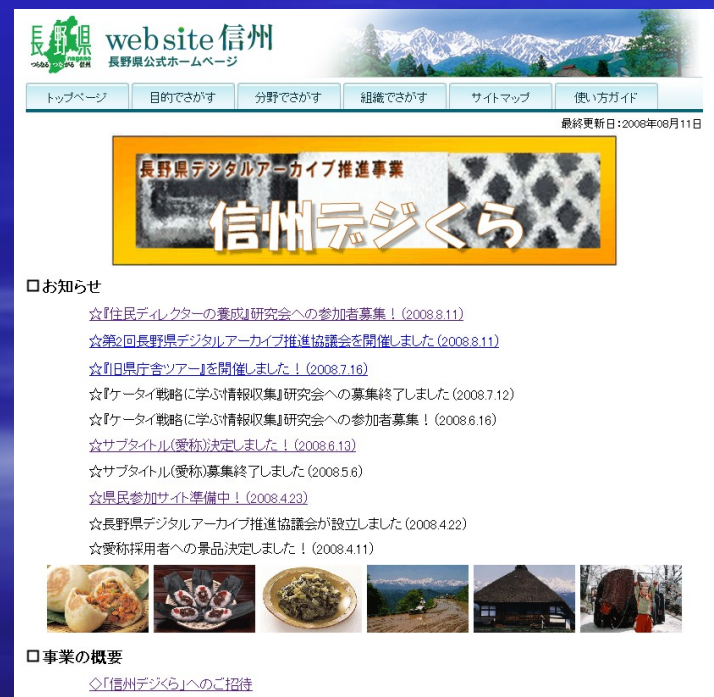 長野県
nagano
つらなる つながる 信州
web site 信州
長野県公式ホームページ
トップページ 目的でさがす 分野でさがす 組織でさがす サイトマップ 使い方ガイド
最終更新日:2008年08月11日
長野県デジタルアーカイブ推進事業
信州デジくら
お知らせ
☆『住民ディレクターの養成』研究会への参加者募集！(2008.8.11)
☆第2回長野県デジタルアーカイブ推進協議会を開催しました(2008.8.11)
☆『旧県庁舎ツアー』を開催しました！(2008.7.16)
☆『ケータイ戦略に学ぶ情報収集』研究会への募集終了しました(2008.7.12)
☆『ケータイ戦略に学ぶ情報収集』研究会への参加者募集！(2008.6.16)
☆サブタイトル(愛称)決定しました！(2008.6.13)
☆サブタイトル(愛称)募集終了しました(2008.5.6)
☆県民参加サイト準備中！(2008.4.23)
☆長野県デジタルアーカイブ推進協議会が設立しました(2008.4.22)
☆愛称採用者への景品決定しました！(2008.4.11)
事業の概要
◇「信州デジくら」へのご招待